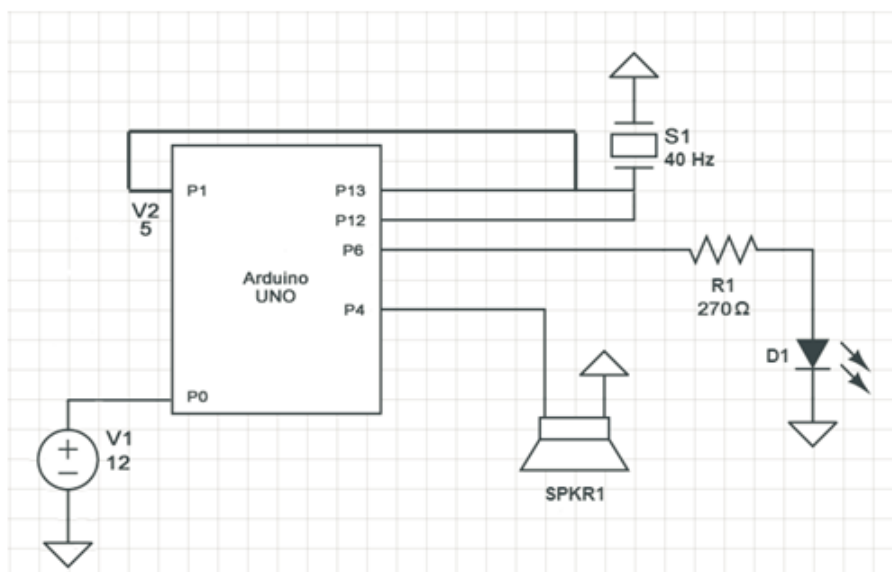 S1
40 Hz
P1
P13
V2
5
P12
P6
Arduino
UNO
R1
270Ω
P4
D1
P0
V1
12
SPKR1